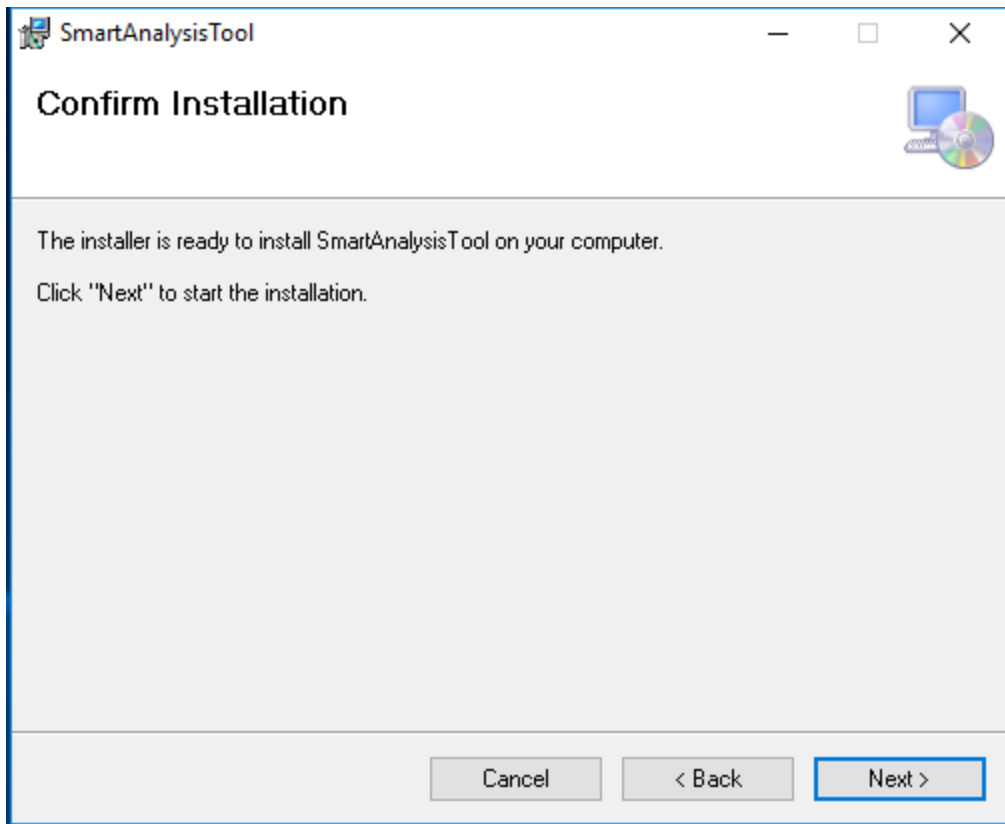 SmartAnalysisTool
Confirm Installation
The installer is ready to install SmartAnalysisTool on your computer.
Click "Next" to start the installation.
Cancel
< Back
Next >